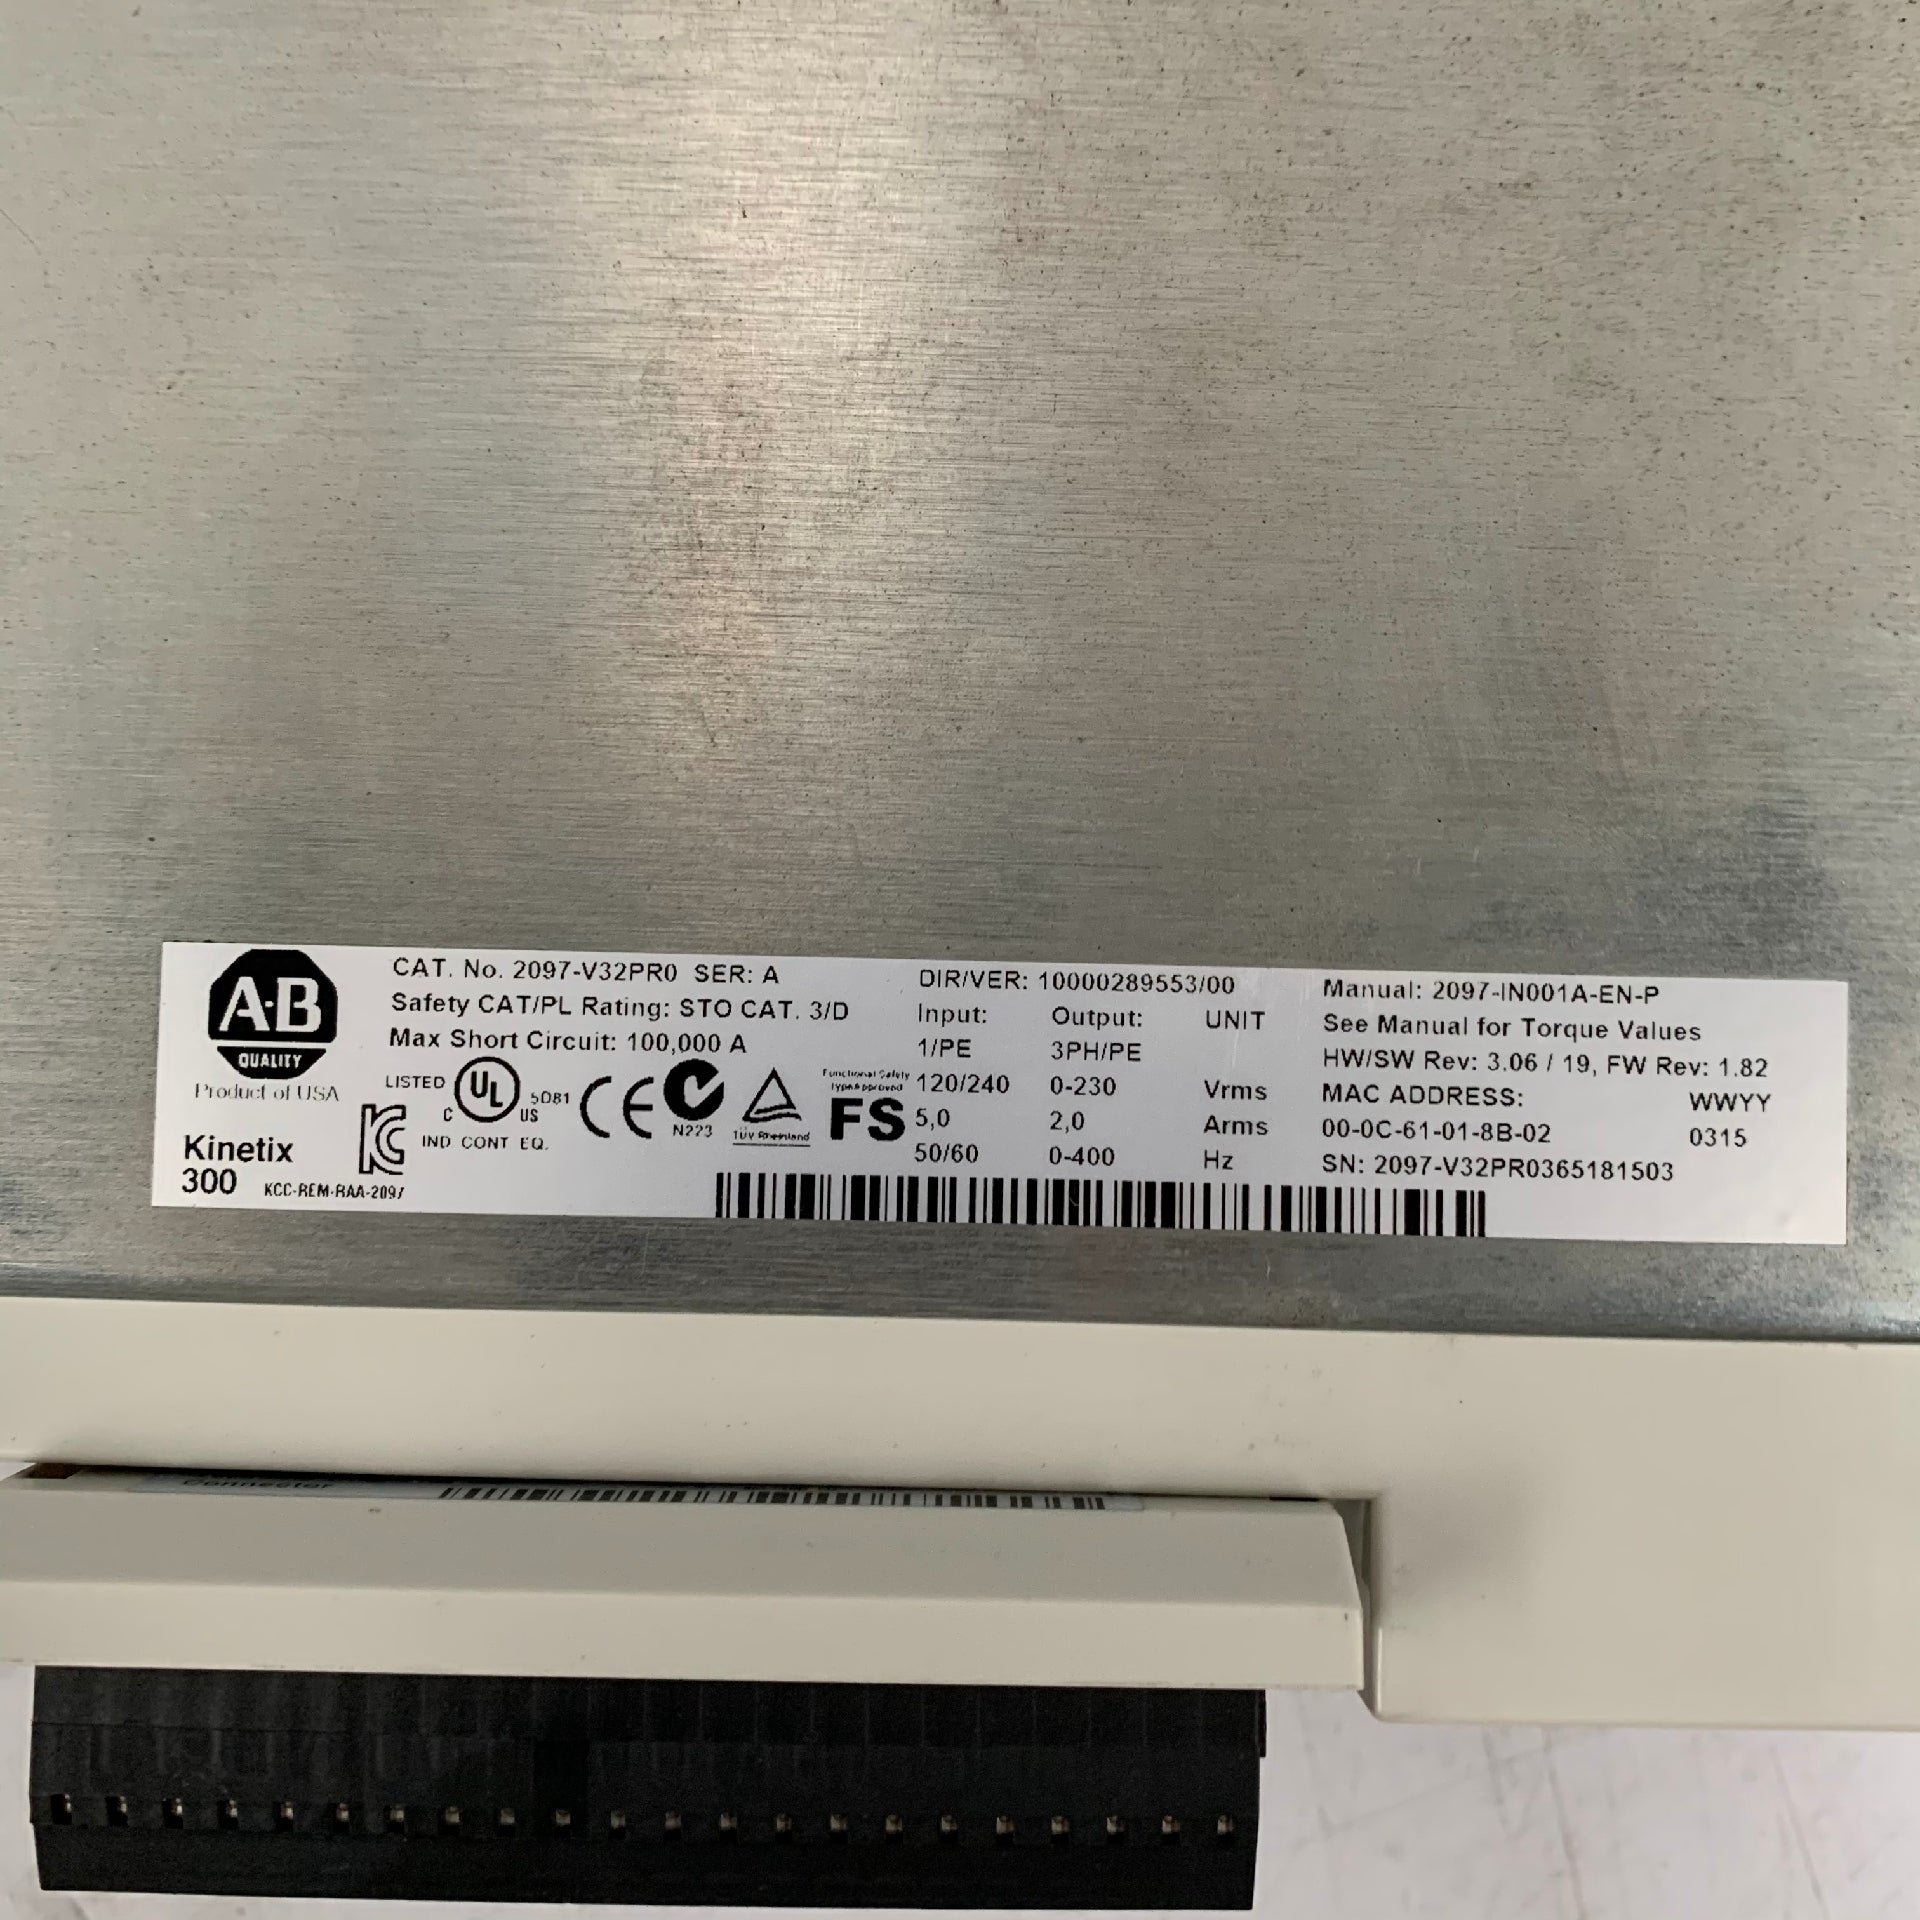 A-B
QUALITY
Product of USA
Kinetix
300
KCC-REM-RAA-2097
CAT. No. 2097-V32PR0 SER: A
Safety CAT/PL Rating: STO CAT. 3/D
Max Short Circuit: 100,000 A
LISTED
C UL US
5D81
IND CONT EQ.
CE
N223
TÜV Rheinland
Functional Safety
Type Approved
FS
DIR/VER: 10000289553/00
Input: Output: UNIT
1/PE 3PH/PE
120/240 0-230 Vrms
5,0 2,0 Arms
50/60 0-400 Hz
Manual: 2097-IN001A-EN-P
See Manual for Torque Values
HW/SW Rev: 3.06 / 19, FW Rev: 1.82
MAC ADDRESS: WWYY
00-0C-61-01-8B-02 0315
SN: 2097-V32PR0365181503
Connector